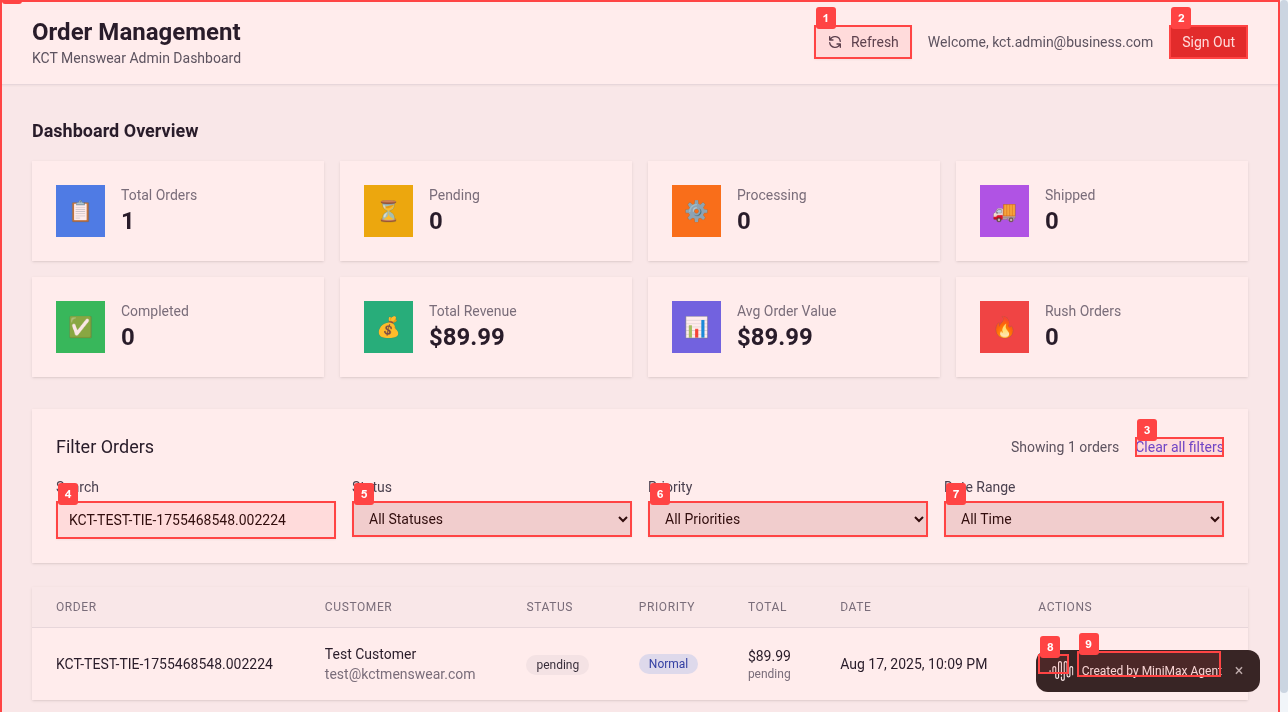 Order Management
KCT Menswear Admin Dashboard
1
Refresh
Welcome, kct.admin@business.com
2
Sign Out
Dashboard Overview
Total Orders
1
Pending
0
Processing
0
Shipped
0
Completed
0
Total Revenue
$89.99
Avg Order Value
$89.99
Rush Orders
0
Filter Orders
Showing 1 orders
3
Clear all filters
4
KCT-TEST-TIE-1755468548.002224
5
All Statuses
6
All Priorities
7
All Time
ORDER CUSTOMER STATUS PRIORITY TOTAL DATE ACTIONS
KCT-TEST-TIE-1755468548.002224
Test Customer
test@kctmenswear.com
pending
Normal
$89.99
pending
Aug 17, 2025, 10:09 PM
8
9
Created by MiniMax Agent
×